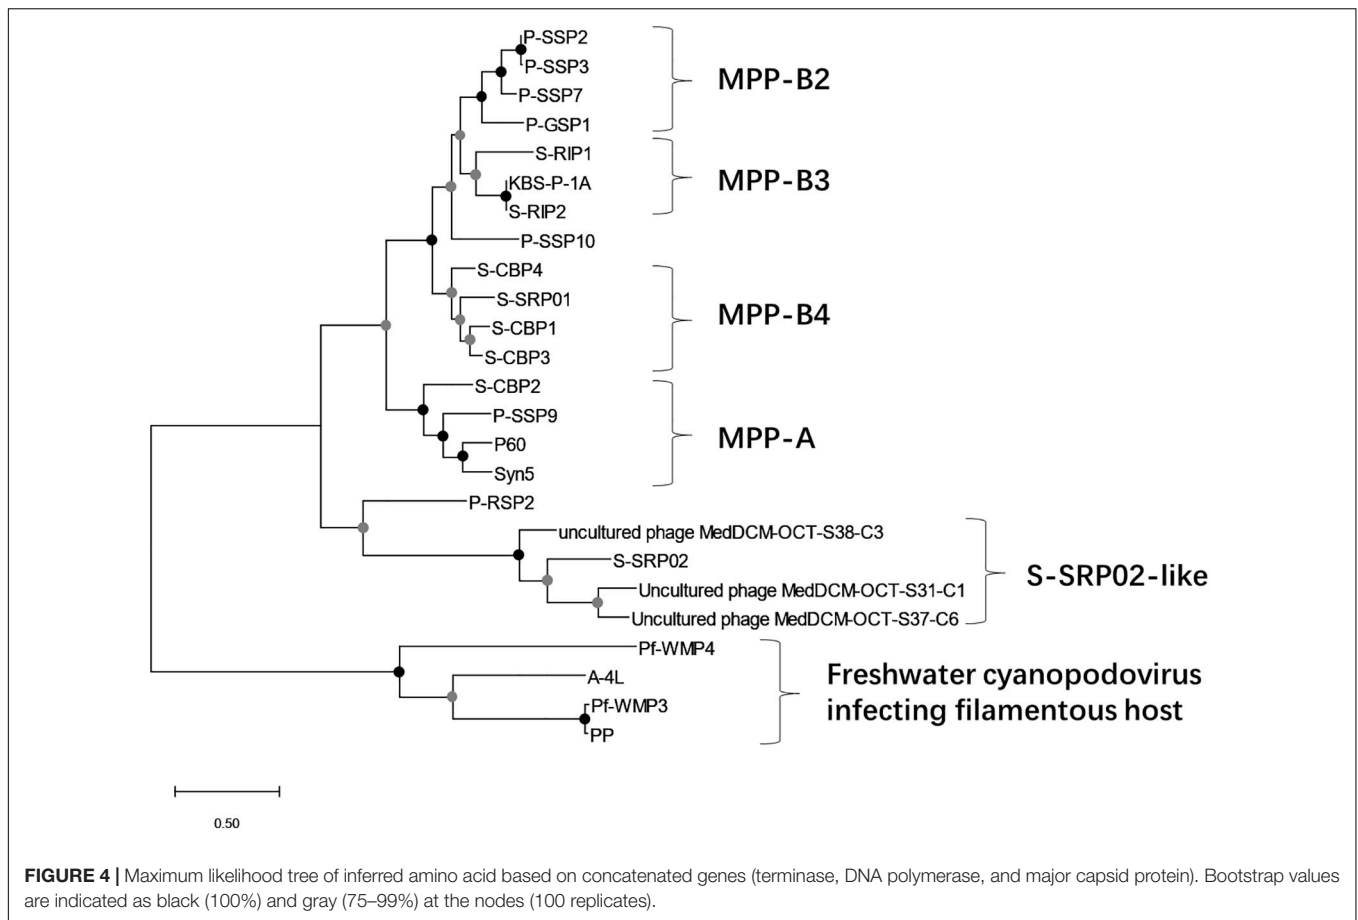 P-SSP2
P-SSP3
P-SSP7
P-GSP1
MPP-B2
S-RIP1
KBS-P-1A
S-RIP2
MPP-B3
P-SSP10
S-CBP4
S-SRP01
S-CBP1
S-CBP3
MPP-B4
S-CBP2
P-SSP9
P60
Syn5
MPP-A
P-RSP2
uncultured phage MedDCM-OCT-S38-C3
S-SRP02
Uncultured phage MedDCM-OCT-S31-C1
Uncultured phage MedDCM-OCT-S37-C6
S-SRP02-like
Pf-WMP4
A-4L
Pf-WMP3
PP
Freshwater cyanopodovirus
infecting filamentous host
0.50
FIGURE 4 | Maximum likelihood tree of inferred amino acid based on concatenated genes (terminase, DNA polymerase, and major capsid protein). Bootstrap values
are indicated as black (100%) and gray (75–99%) at the nodes (100 replicates).